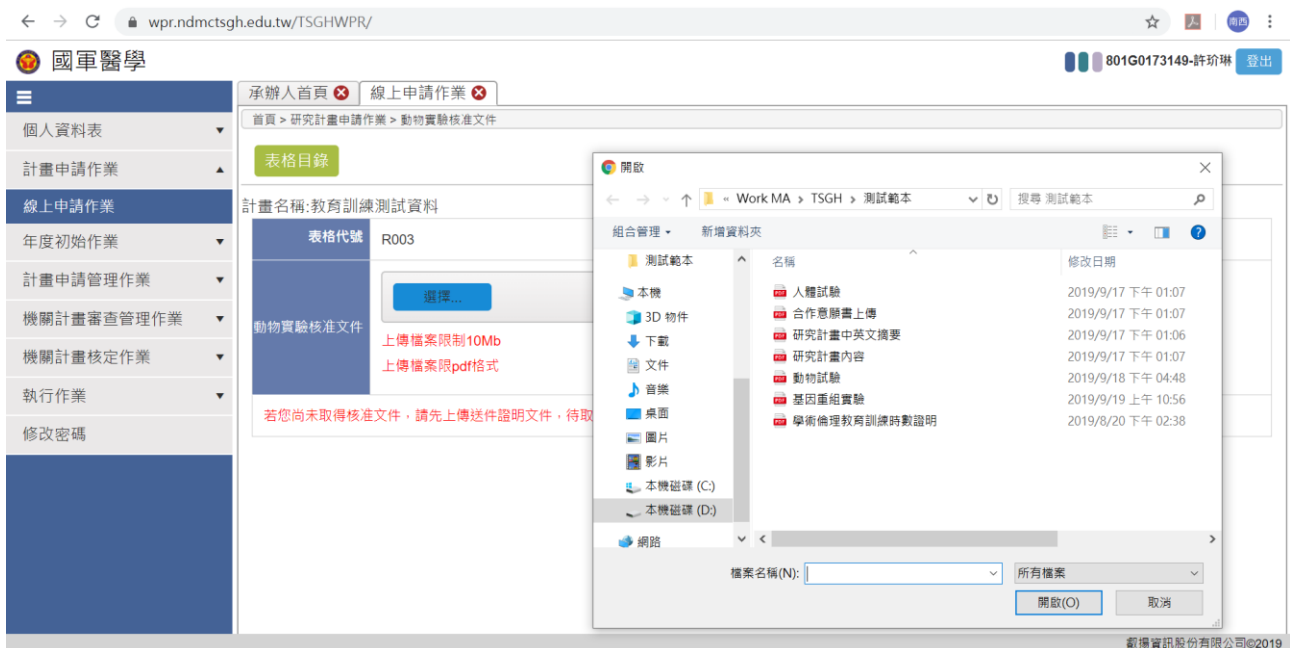 wpr.ndmctsgh.edu.tw/TSGHWPR/
南西
國軍醫學
801G0173149-許玠琳 登出
承辦人首頁 線上申請作業
個人資料表
計畫申請作業
線上申請作業
年度初始作業
計畫申請管理作業
機關計畫審查管理作業
機關計畫核定作業
執行作業
修改密碼
首頁 > 研究計畫申請作業 > 動物實驗核准文件
表格目錄
計畫名稱:教育訓練測試資料
表格代號 R003
動物實驗核准文件
選擇...
上傳檔案限制10Mb
上傳檔案限pdf格式
若您尚未取得核准文件，請先上傳送件證明文件，待取
開啟
« Work MA > TSGH > 測試範本
搜尋 測試範本
組合管理 新增資料夾
測試範本
本機
3D 物件
下載
文件
音樂
桌面
圖片
影片
本機磁碟 (C:)
本機磁碟 (D:)
網路
名稱 修改日期
人體試驗 2019/9/17 下午 01:07
合作意願書上傳 2019/9/17 下午 01:07
研究計畫中英文摘要 2019/9/17 下午 01:06
研究計畫內容 2019/9/17 下午 01:07
動物試驗 2019/9/18 下午 04:48
基因重組實驗 2019/9/19 上午 10:56
學術倫理教育訓練時數證明 2019/8/20 下午 02:38
檔案名稱(N): 所有檔案
開啟(O) 取消
叡揚資訊股份有限公司©2019